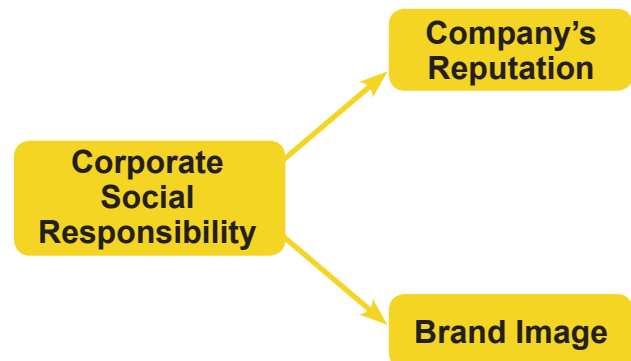 Company’s
Reputation
Corporate
Social
Responsibility
Brand Image